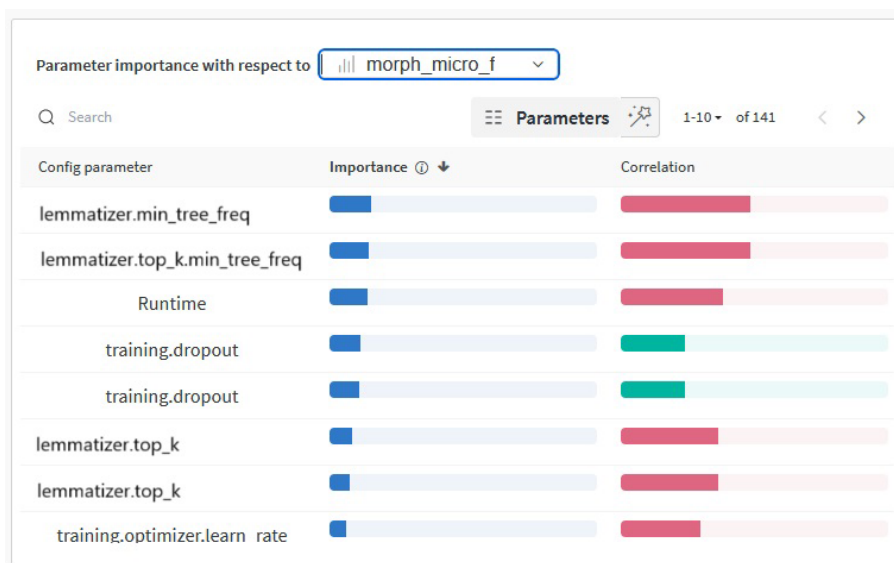 Parameter importance with respect to morph_micro_f
Search Parameters 1-10 of 141
Config parameter Importance Correlation
lemmatizer.min_tree_freq
lemmatizer.top_k.min_tree_freq
Runtime
training.dropout
training.dropout
lemmatizer.top_k
lemmatizer.top_k
training.optimizer.learn_rate